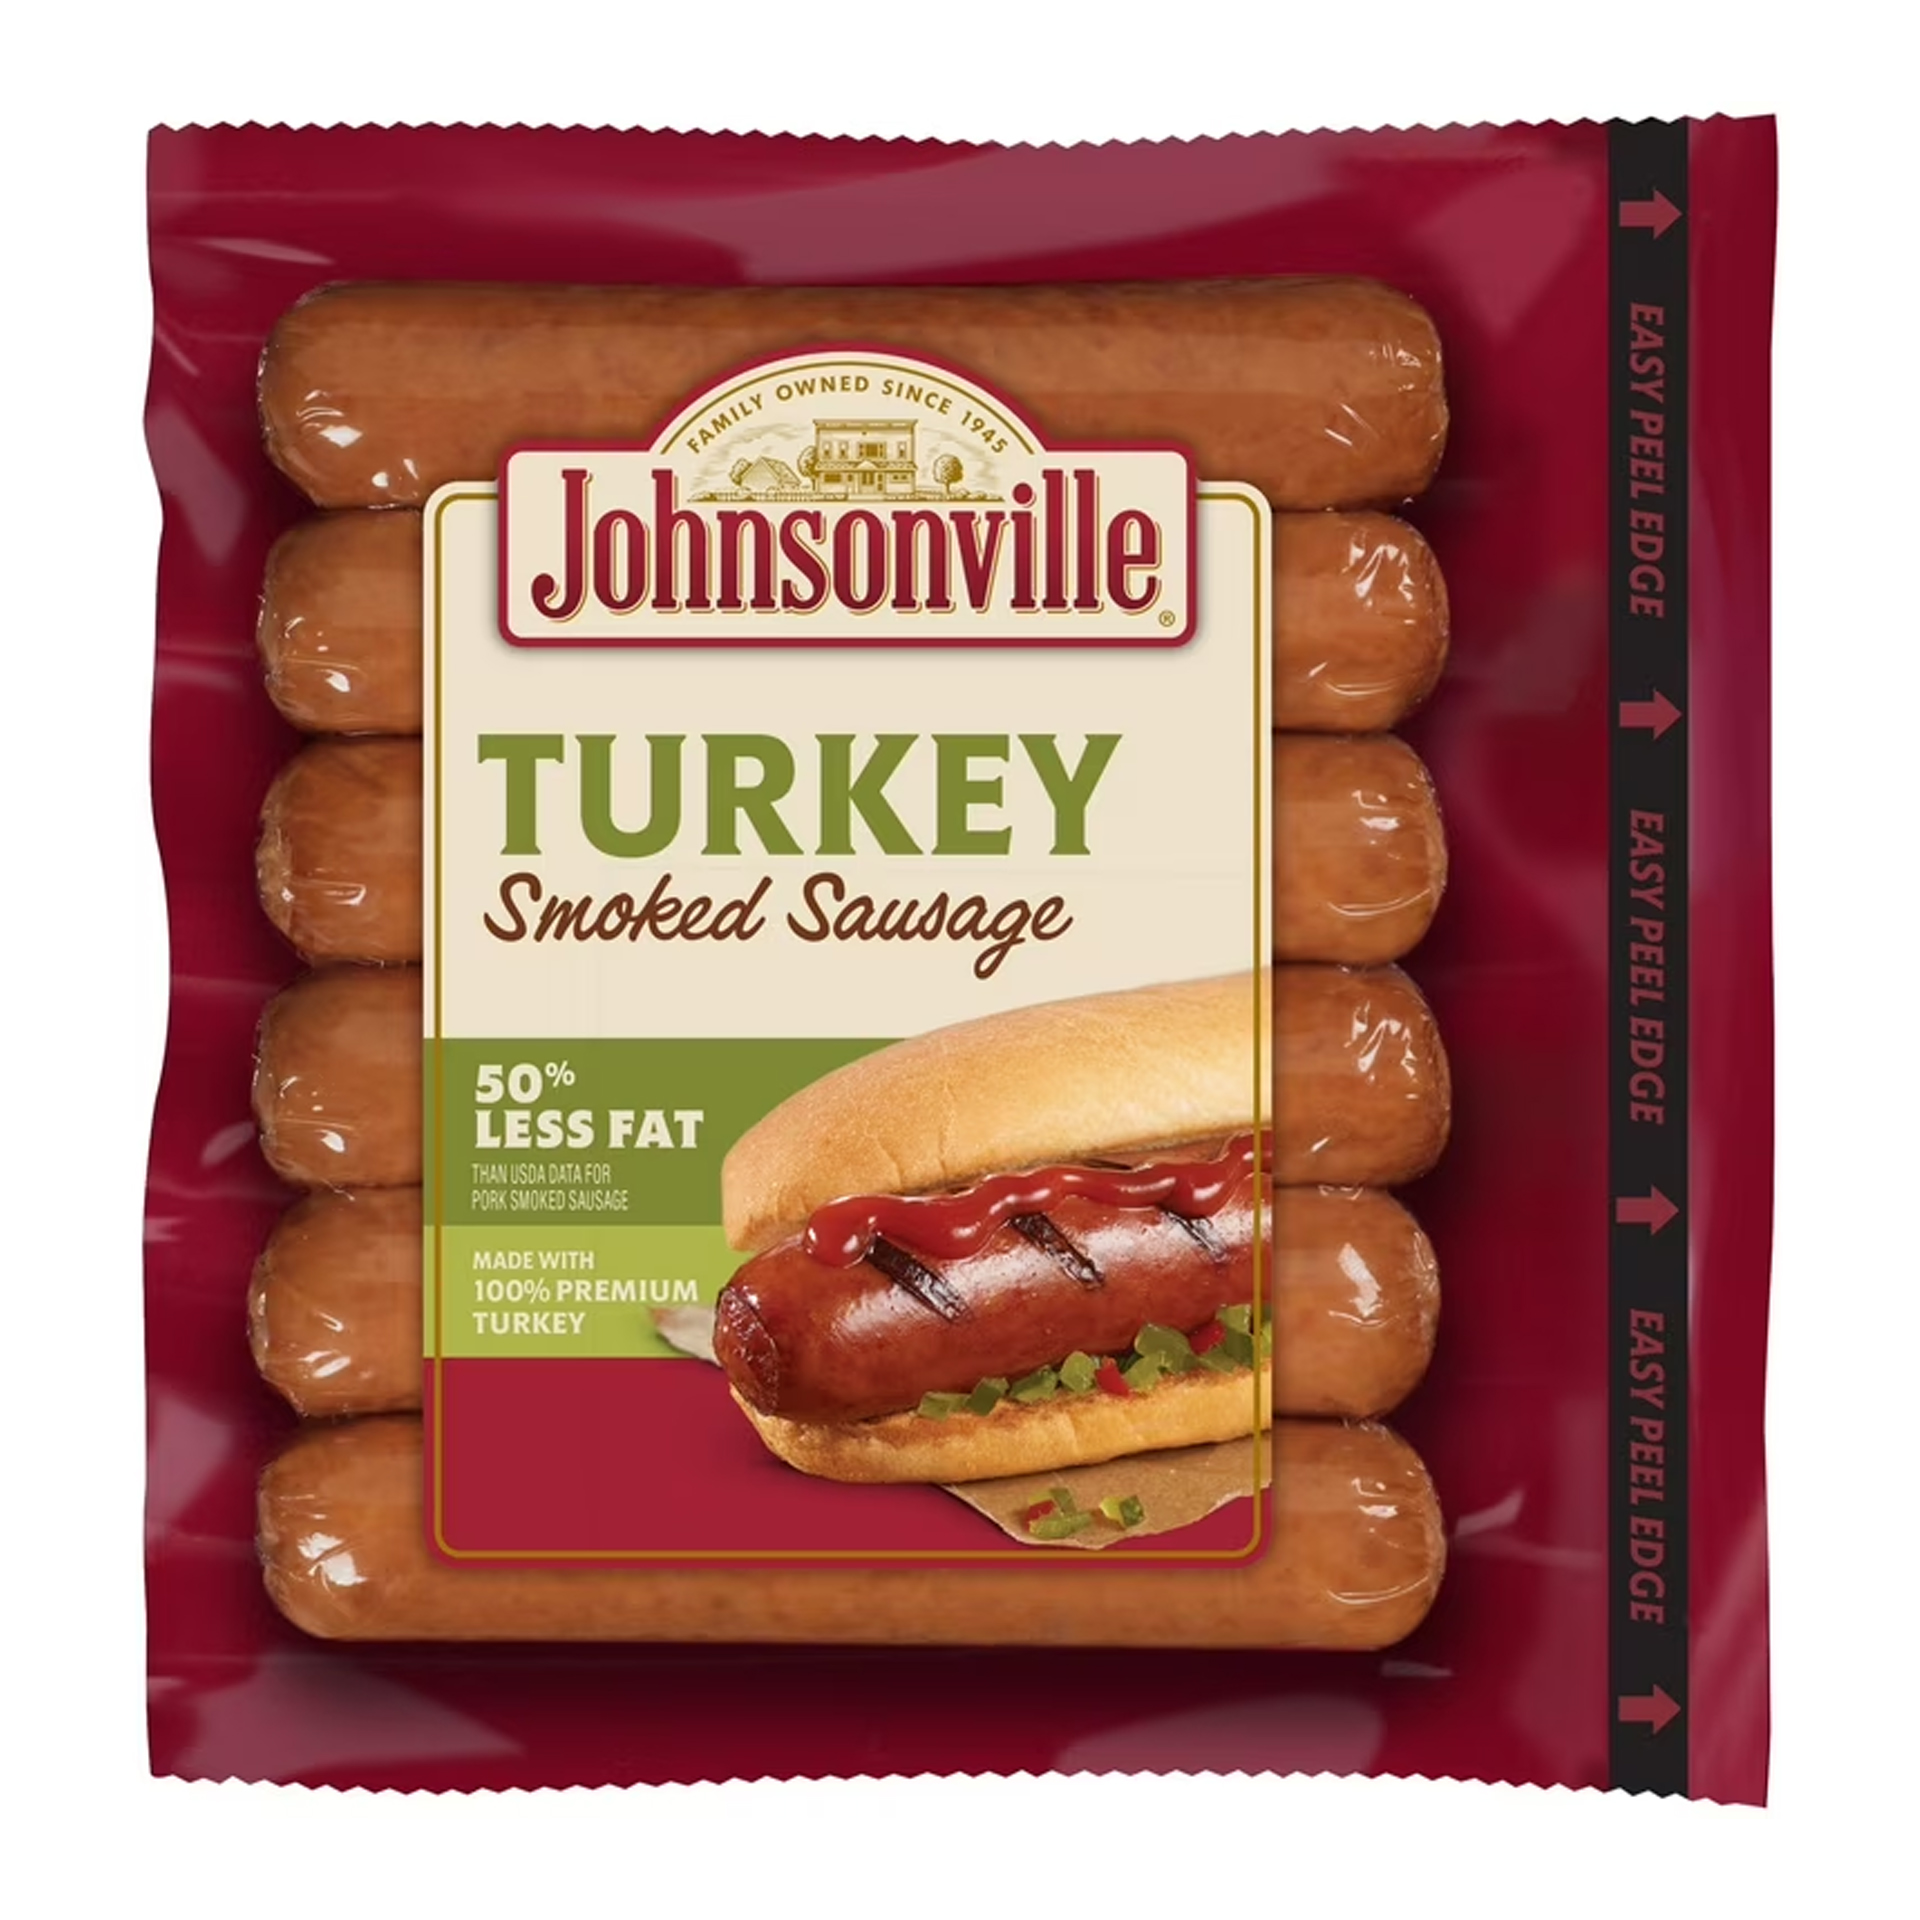 FAMILY OWNED SINCE 1945
Johnsonville®
TURKEY
Smoked Sausage
50%
LESS FAT
THAN USDA DATA FOR
PORK SMOKED SAUSAGE
MADE WITH
100% PREMIUM
TURKEY
EASY PEEL EDGE
EASY PEEL EDGE
EASY PEEL EDGE